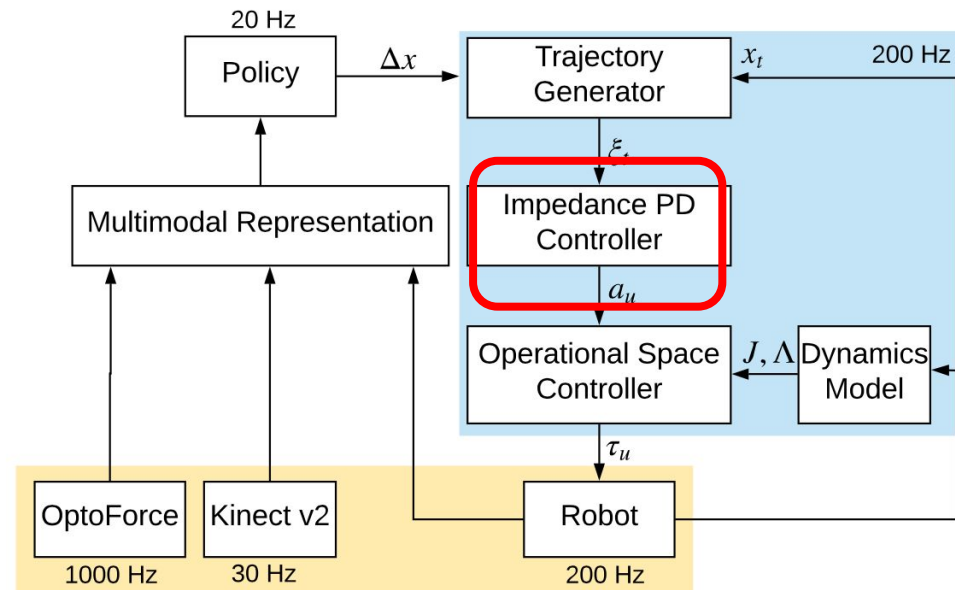 20 Hz
Policy
Δx
Trajectory
Generator
x_t
200 Hz
ξ_t
Multimodal Representation
Impedance PD
Controller
a_u
Operational Space
Controller
J, Λ
Dynamics
Model
τ_u
OptoForce
Kinect v2
Robot
1000 Hz
30 Hz
200 Hz